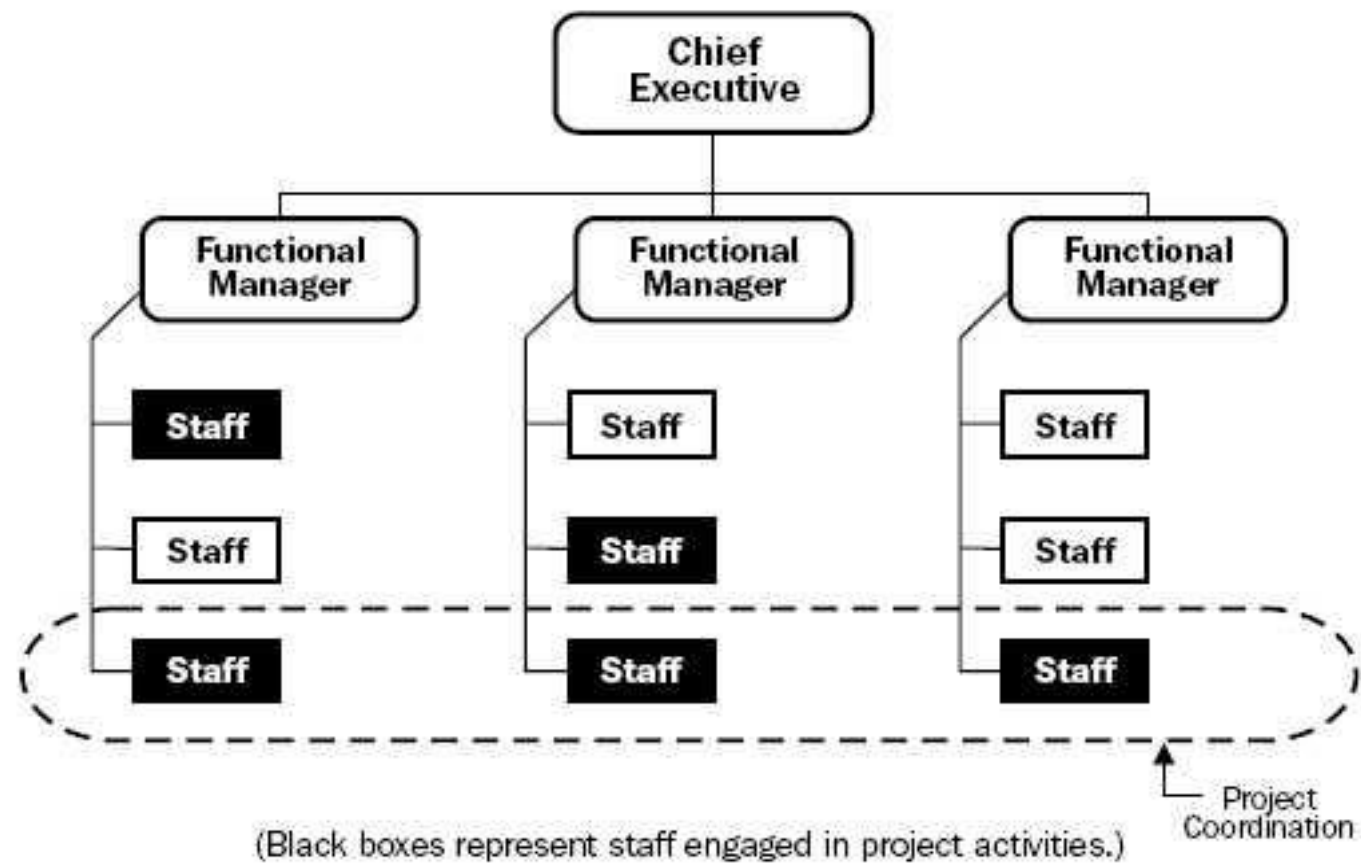 Chief
Executive
Functional
Manager
Functional
Manager
Functional
Manager
Staff
Staff
Staff
Staff
Staff
Staff
Staff
Staff
Staff
Project
Coordination
(Black boxes represent staff engaged in project activities.)